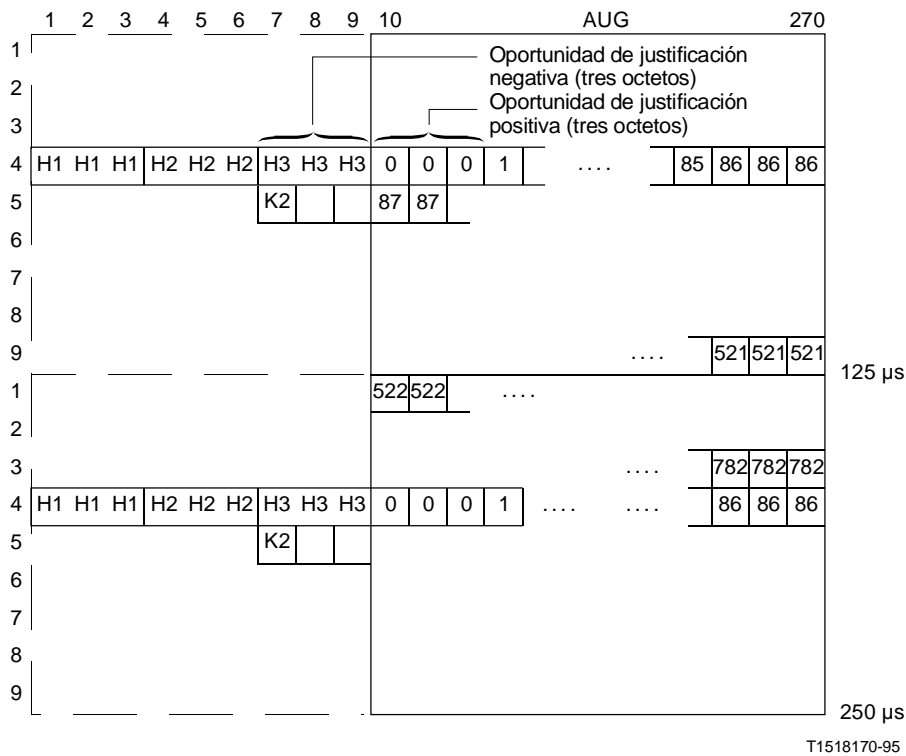 1 2 3 4 5 6 7 8 9 10 AUG 270
1
Oportunidad de justificación
negativa (tres octetos)
2
Oportunidad de justificación
positiva (tres octetos)
3
4 H1 H1 H1 H2 H2 H2 H3 H3 H3 0 0 0 1 .... 85 86 86 86
5 K2 87 87
6
7
8
9 .... 521 521 521
125 µs
1 522 522 ....
2
3 .... 782 782 782
4 H1 H1 H1 H2 H2 H2 H3 H3 H3 0 0 0 1 .... .... 86 86 86
5 K2
6
7
8
9
250 µs
T1518170-95